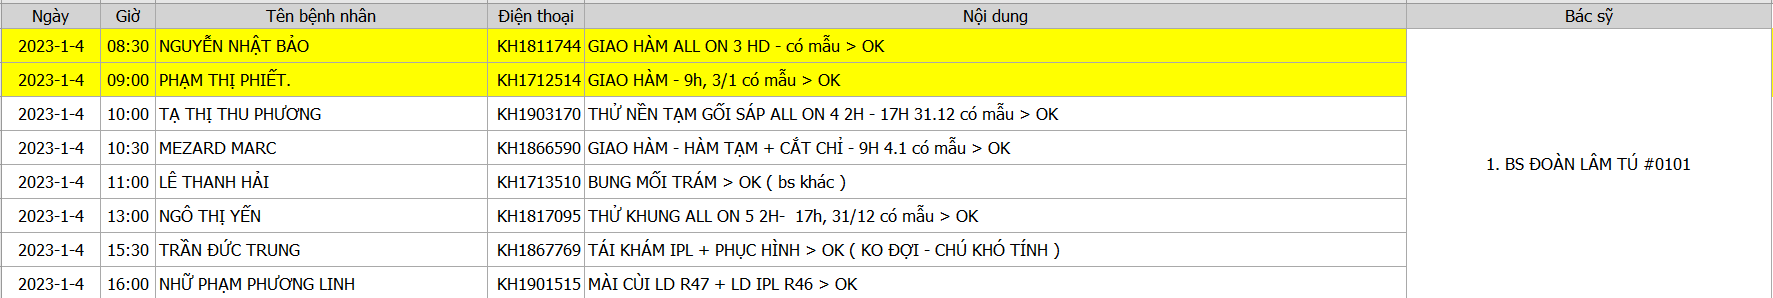 Ngày Giờ Tên bệnh nhân Điện thoại Nội dung Bác sỹ
2023-1-4 08:30 NGUYỄN NHẬT BẢO KH1811744 GIAO HÀM ALL ON 3 HD - có mẫu > OK
2023-1-4 09:00 PHẠM THỊ PHIẾT. KH1712514 GIAO HÀM - 9h, 3/1 có mẫu > OK
2023-1-4 10:00 TẠ THỊ THU PHƯƠNG KH1903170 THỬ NỀN TẠM GỐI SÁP ALL ON 4 2H - 17H 31.12 có mẫu > OK
2023-1-4 10:30 MEZARD MARC KH1866590 GIAO HÀM - HÀM TẠM + CẮT CHỈ - 9H 4.1 có mẫu > OK
1. BS ĐOÀN LÂM TÚ #0101
2023-1-4 11:00 LÊ THANH HẢI KH1713510 BUNG MỐI TRÁM > OK ( bs khác )
2023-1-4 13:00 NGÔ THỊ YẾN KH1817095 THỬ KHUNG ALL ON 5 2H- 17h, 31/12 có mẫu > OK
2023-1-4 15:30 TRẦN ĐỨC TRUNG KH1867769 TÁI KHÁM IPL + PHỤC HÌNH > OK ( KO ĐỢI - CHÚ KHÓ TÍNH )
2023-1-4 16:00 NHỮ PHẠM PHƯƠNG LINH KH1901515 MÀI CÙI LD R47 + LD IPL R46 > OK